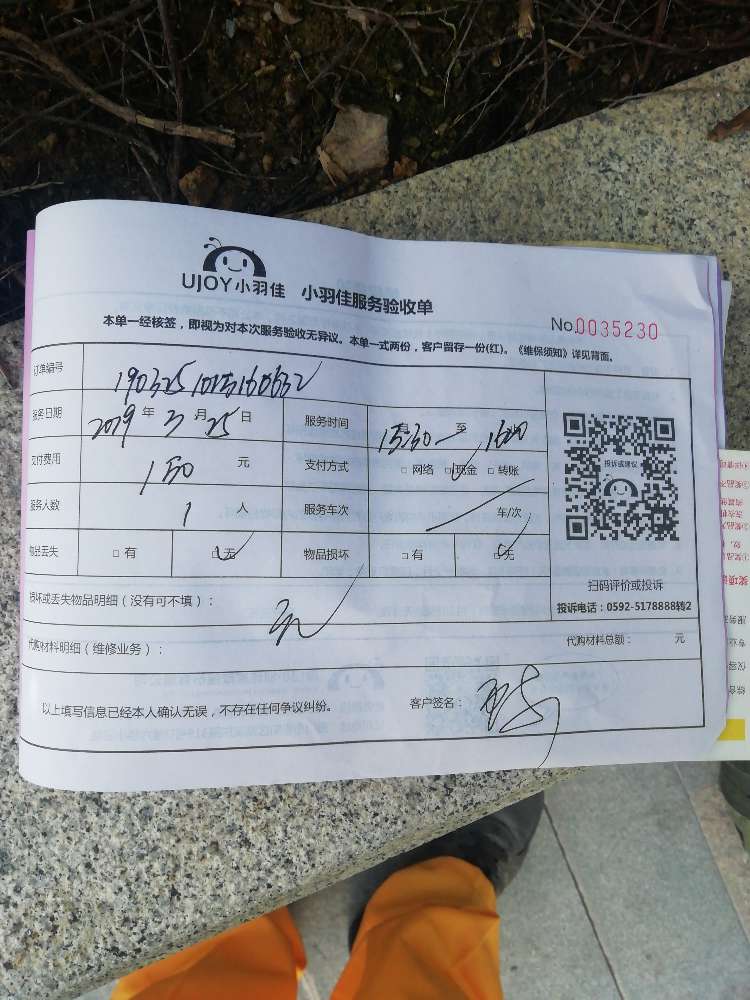 UJOY小羽佳 小羽佳服务验收单
No.0035230
本单一经核签，即视为对本次服务验收无异议。本单一式两份，客户留存一份(红)。《维保须知》详见背面。
订单编号
服务日期 2019 年 3 月 25 日 服务时间 15:30 至
交付费用 150 元 支付方式 □ 网络 □现金 □ 转账
服务人数 1 人 服务车次 车/次
物品丢失 □ 有 □无 物品损坏 □ 有 □无
投诉或建议
扫码评价或投诉
投诉电话：0592-5178888转2
损坏或丢失物品明细（没有可不填）： 无
代购材料明细（维修业务）： 代购材料总额： 元
以上填写信息已经本人确认无误，不存在任何争议纠纷。 客户签名：